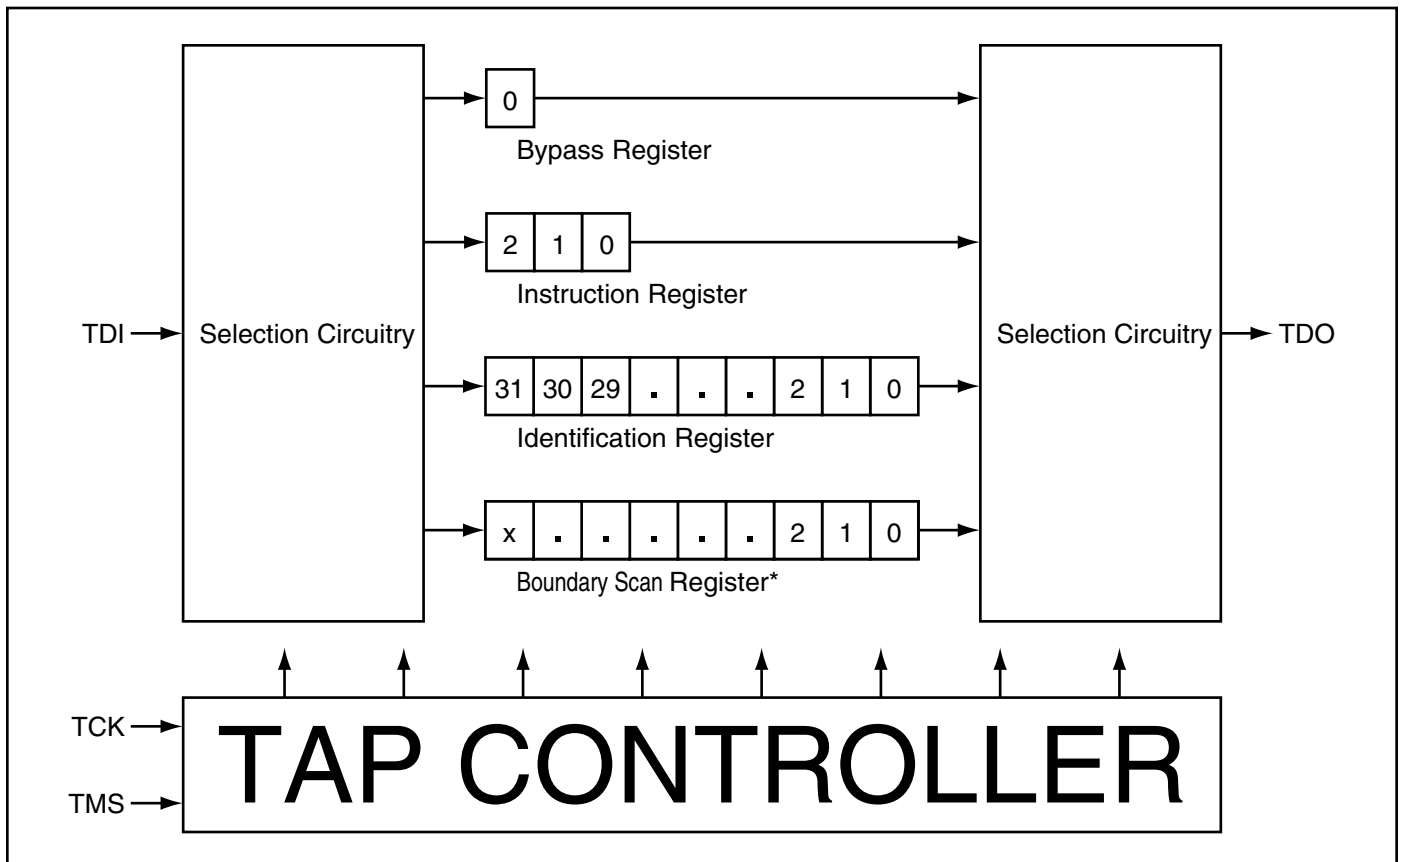 0
Bypass Register
2 1 0
Instruction Register
TDI
Selection Circuitry
Selection Circuitry
TDO
31 30 29 . . . 2 1 0
Identification Register
x . . . . . 2 1 0
Boundary Scan Register*
TCK
TMS
TAP CONTROLLER